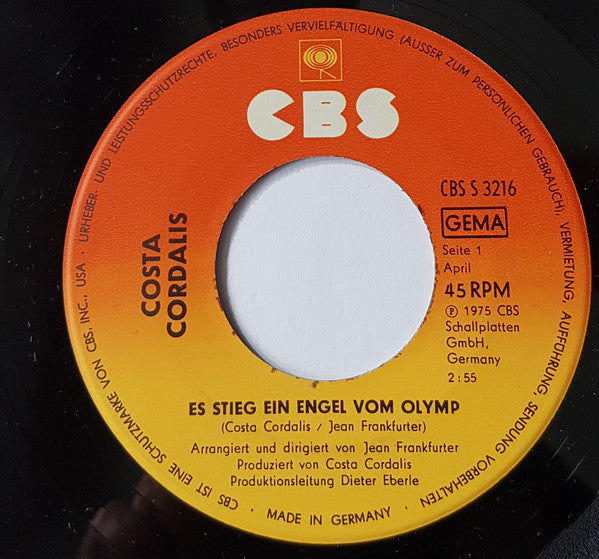 URHEBER- UND LEISTUNGSSCHUTZRECHTE, BESONDERS VERVIELFÄLTIGUNG (AUSSER ZUM PERSÖNLICHEN GEBRAUCH), VERMIETUNG, AUFFÜHRUNG, SENDUNG VORBEHALTEN
CBS
COSTA
CORDALIS
CBS S 3216
GEMA
Seite 1
April
45 RPM
℗ 1975 CBS
Schallplatten
GmbH,
Germany
2:55
ES STIEG EIN ENGEL VOM OLYMP
(Costa Cordalis / Jean Frankfurter)
Arrangiert und dirigiert von Jean Frankfurter
Produziert von Costa Cordalis
Produktionsleitung Dieter Eberle
CBS IST EINE SCHUTZMARKE VON CBS, INC., USA ·
· MADE IN GERMANY ·